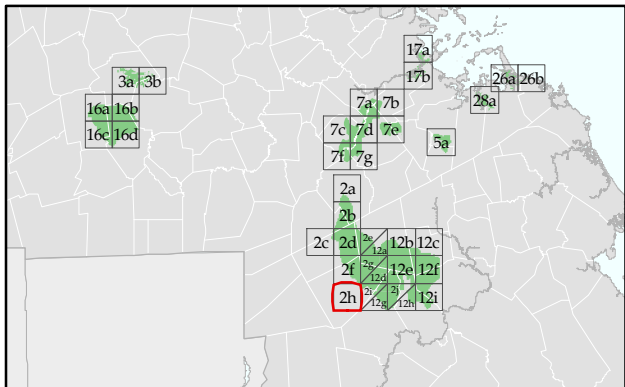 17a
3a 3b 17b 26a 26b
16a 16b 7a 7b 28a
16c 16d 7c 7d 7e 5a
7f 7g
2a
2b
2c 2d 2e 12a 12b 12c
2f 2g 12d 12e 12f
2h 2i 12g 2j 12h 12i